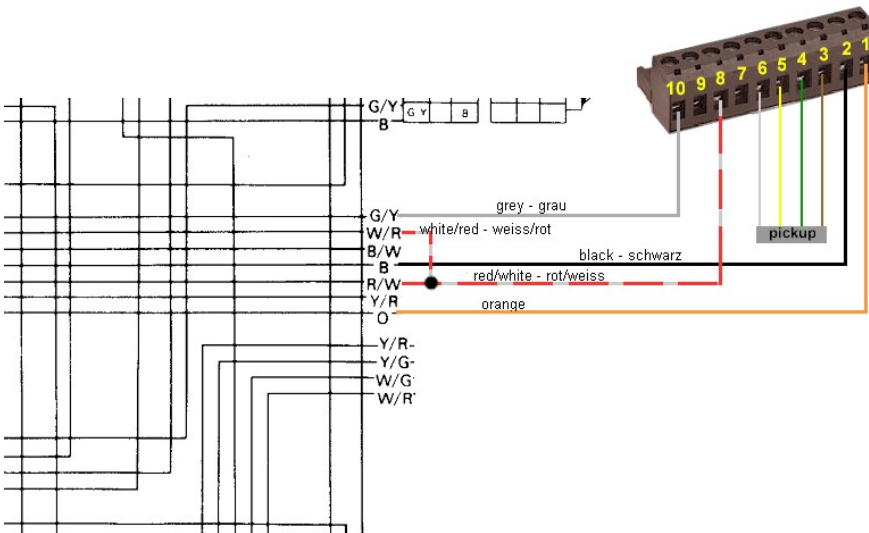 10 9 8 7 6 5 4 3 2 1
G/Y
B
G Y B
G/Y grey - grau
W/R white/red - weiss/rot
pickup
B/W
B black - schwarz
R/W red/white - rot/weiss
Y/R
O orange
Y/R-
Y/G-
W/G
W/R